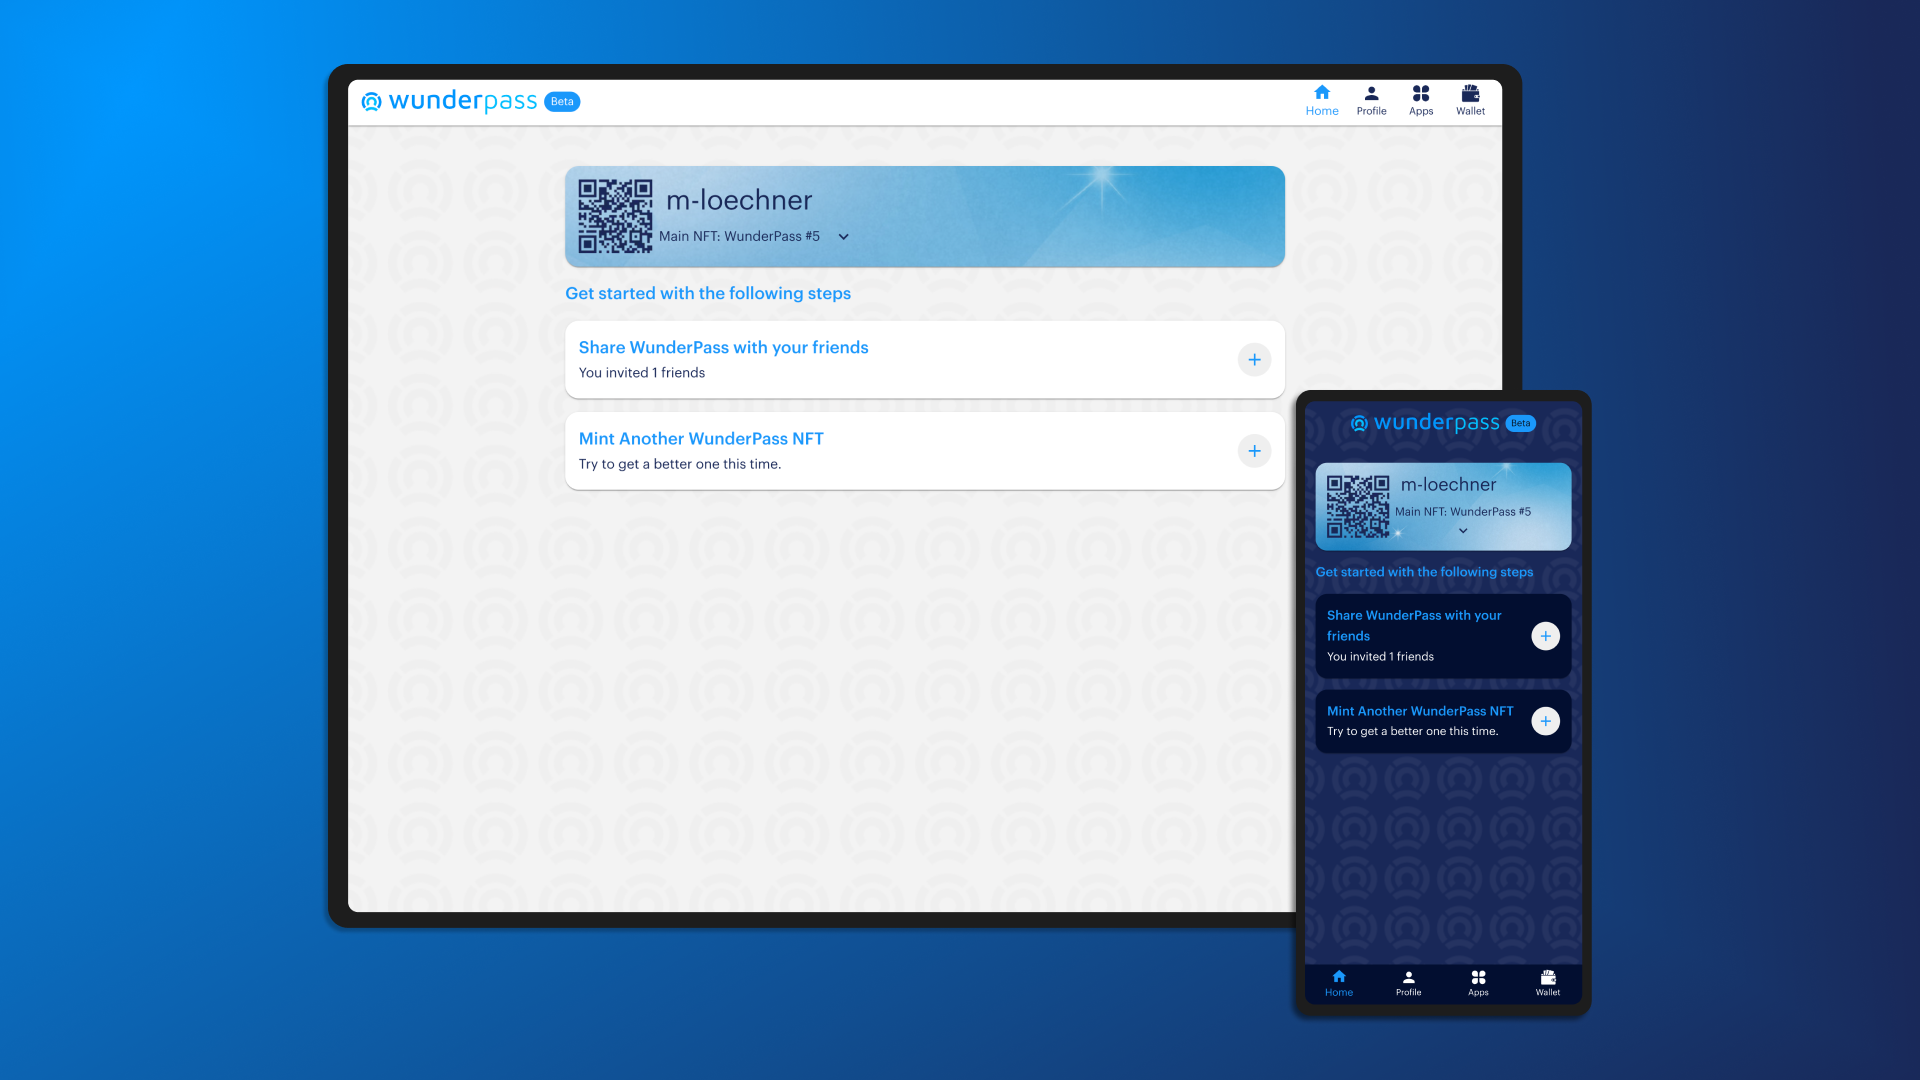 wunderpass Beta
Home Profile Apps Wallet
m-loechner
Main NFT: WunderPass #5
Get started with the following steps
Share WunderPass with your friends
You invited 1 friends
Mint Another WunderPass NFT
Try to get a better one this time.
wunderpass Beta
m-loechner
Main NFT: WunderPass #5
Get started with the following steps
Share WunderPass with your
friends
You invited 1 friends
Mint Another WunderPass NFT
Try to get a better one this time.
Home Profile Apps Wallet